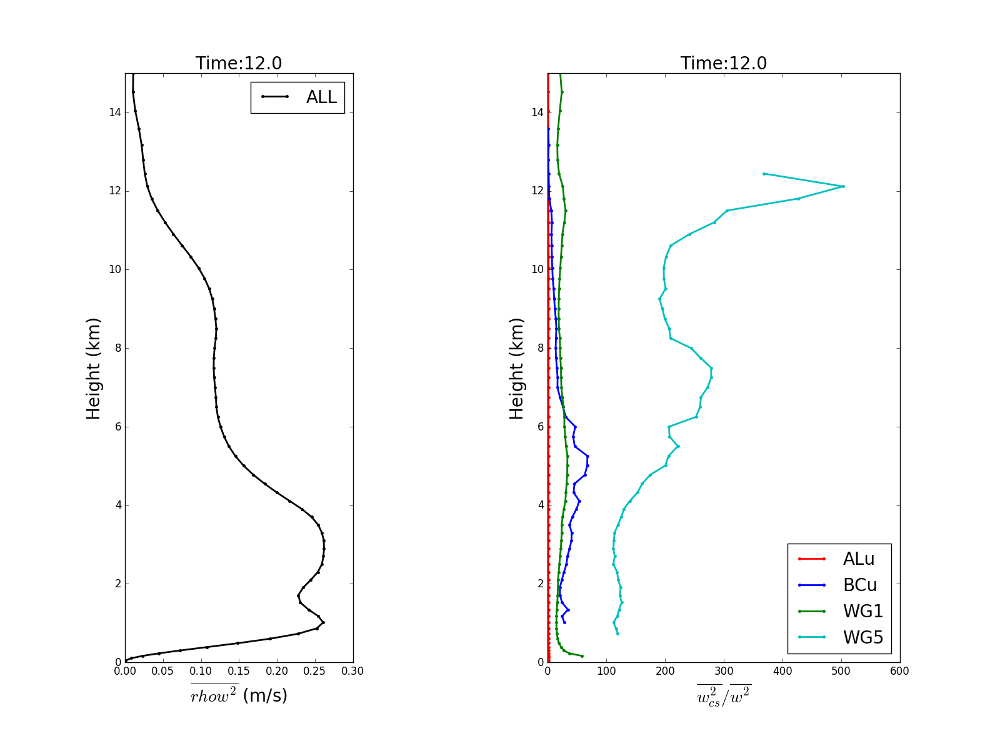 Time:12.0
ALL
14
12
10
8
6
4
2
0
Height (km)
0.00 0.05 0.10 0.15 0.20 0.25 0.30
rhow² (m/s)
Time:12.0
14
12
10
8
6
4
2
0
Height (km)
ALu
BCu
WG1
WG5
0 100 200 300 400 500 600
w²cs/w²